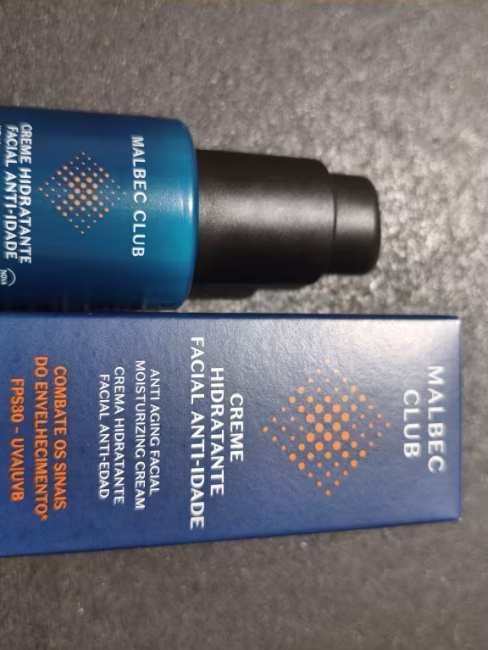 MALBEC CLUB
CREME HIDRATANTE
FACIAL ANTI-IDADE
MALBEC
CLUB
CREME
HIDRATANTE
FACIAL ANTI-IDADE
ANTI AGING FACIAL
MOISTURIZING CREAM
CREMA HIDRATANTE
FACIAL ANTI-EDAD
COMBATE OS SINAIS
DO ENVELHECIMENTO*
FPS30 - UVA|UVB